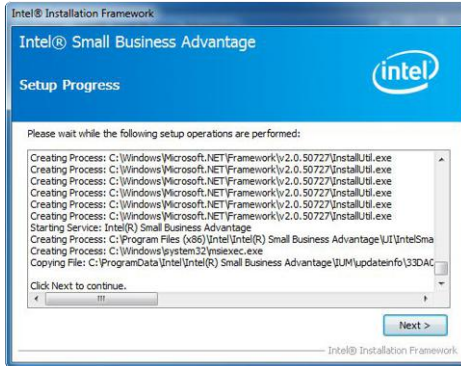 Intel® Installation Framework
Intel® Small Business Advantage
intel
Setup Progress
Please wait while the following setup operations are performed:
Creating Process: C:\Windows\Microsoft.NET\Framework\v2.0.50727\InstallUtil.exe
Creating Process: C:\Windows\Microsoft.NET\Framework\v2.0.50727\InstallUtil.exe
Creating Process: C:\Windows\Microsoft.NET\Framework\v2.0.50727\InstallUtil.exe
Creating Process: C:\Windows\Microsoft.NET\Framework\v2.0.50727\InstallUtil.exe
Creating Process: C:\Windows\Microsoft.NET\Framework\v2.0.50727\InstallUtil.exe
Creating Process: C:\Windows\Microsoft.NET\Framework\v2.0.50727\InstallUtil.exe
Starting Service: Intel(R) Small Business Advantage
Creating Process: C:\Program Files (x86)\Intel\Intel(R) Small Business Advantage\UI\IntelSma
Creating Process: C:\Windows\system32\msiexec.exe
Copying File: C:\ProgramData\Intel\Intel(R) Small Business Advantage\IUM\updateinfo\33DAC
Click Next to continue.
Next >
Intel® Installation Framework